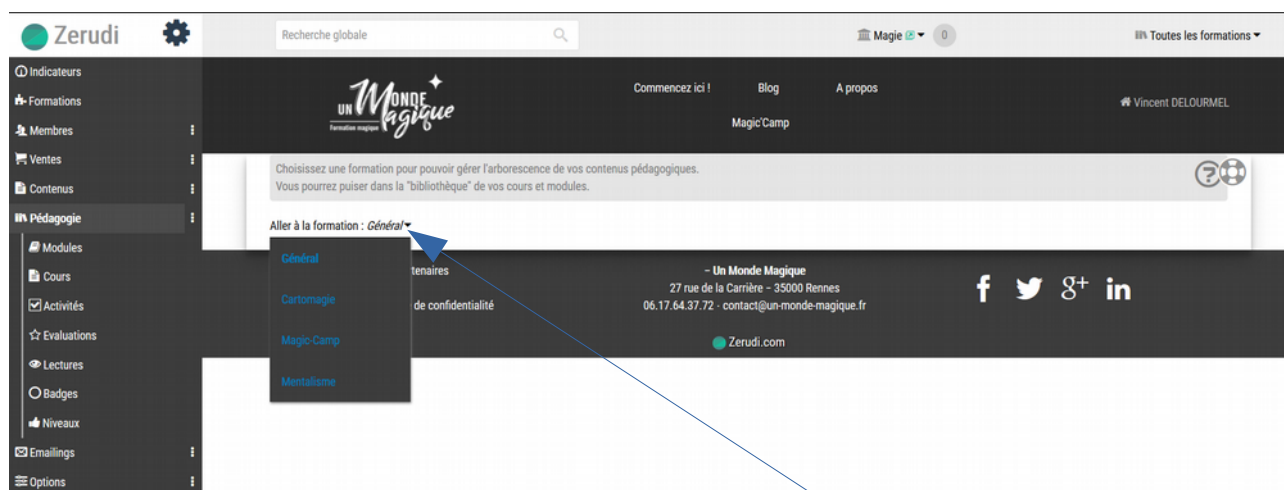 Zerudi
Recherche globale
Magie
0
Toutes les formations
Indicateurs
Formations
Membres
Ventes
Contenus
Pédagogie
Modules
Cours
Activités
Evaluations
Lectures
Badges
Niveaux
Emailings
Options
UN Monde Magique
Formation magique
Commencez ici !
Blog
A propos
Magic'Camp
Vincent DELOURMEL
Choisissez une formation pour pouvoir gérer l'arborescence de vos contenus pédagogiques.
Vous pourrez puiser dans la "bibliothèque" de vos cours et modules.
Aller à la formation : Général
Général
Cartomagie
Magic-Camp
Mentalisme
tenaires
de confidentialité
– Un Monde Magique
27 rue de la Carrière – 35000 Rennes
06.17.64.37.72 - contact@un-monde-magique.fr
Zerudi.com
f
g+
in